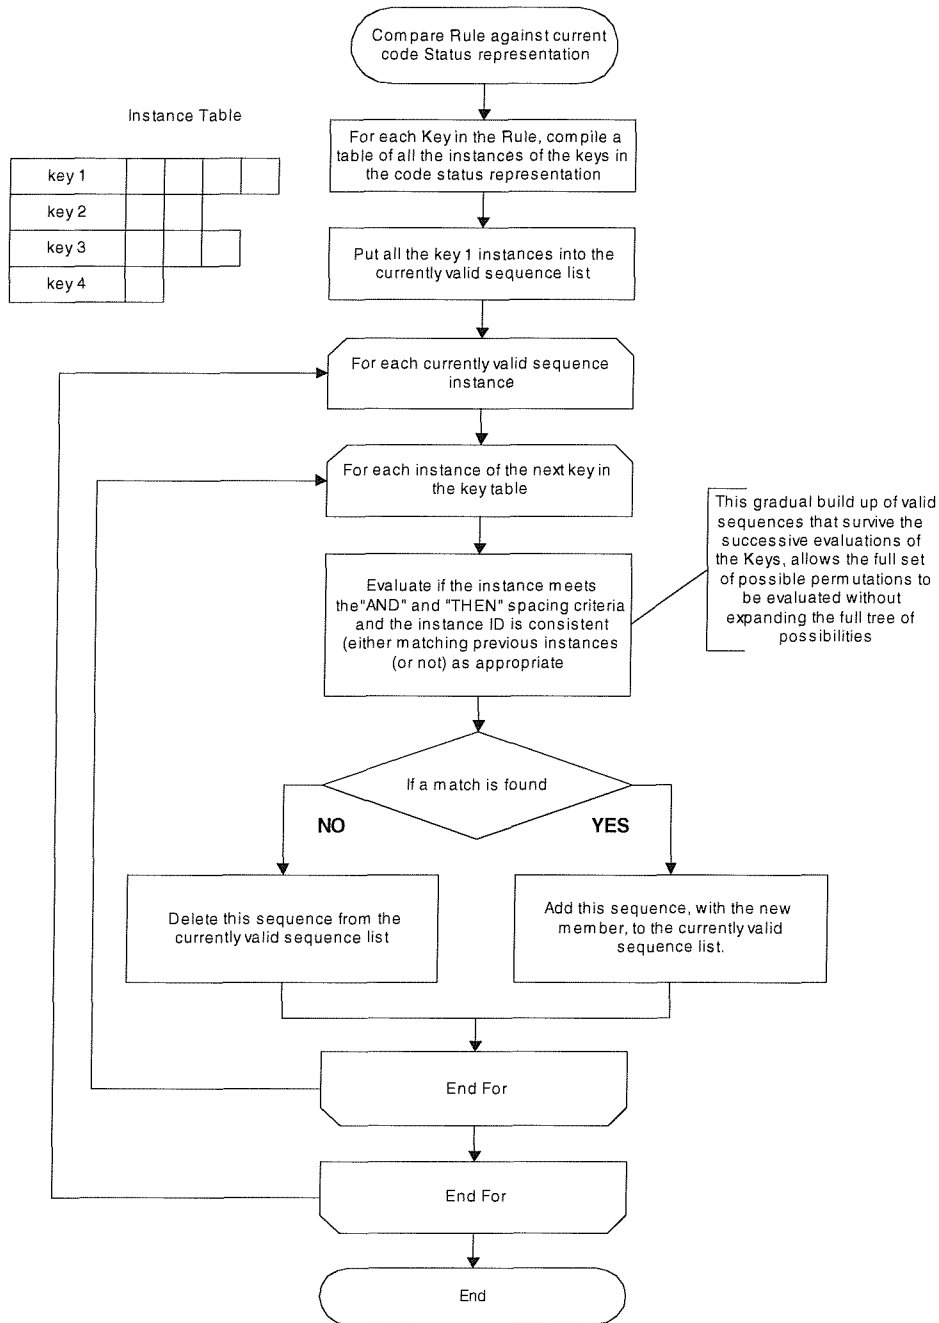 Compare Rule against current
code Status representation
Instance Table
key 1
key 2
key 3
key 4
For each Key in the Rule, compile a
table of all the instances of the keys in
the code status representation
Put all the key 1 instances into the
currently valid sequence list
For each currently valid sequence
instance
For each instance of the next key in
the key table
Evaluate if the instance meets
the"AND" and "THEN" spacing criteria
and the instance ID is consistent
(either matching previous instances
(or not) as appropriate
This gradual build up of valid
sequences that survive the
successive evaluations of
the Keys, allows the full set
of possible permutations to
be evaluated without
expanding the full tree of
possibilities
If a match is found
NO
YES
Delete this sequence from the
currently valid sequence list
Add this sequence, with the new
member, to the currently valid
sequence list.
End For
End For
End